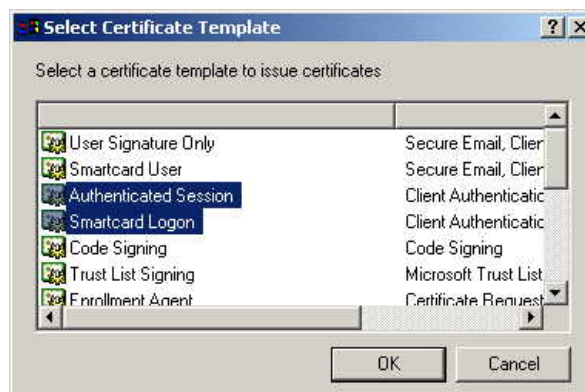 Select Certificate Template
Select a certificate template to issue certificates
User Signature Only Secure Email, Clien
Smartcard User Secure Email, Clien
Authenticated Session Client Authenticatic
Smartcard Logon Client Authenticatic
Code Signing Code Signing
Trust List Signing Microsoft Trust List
Enrollment Agent Certificate Request
OK Cancel